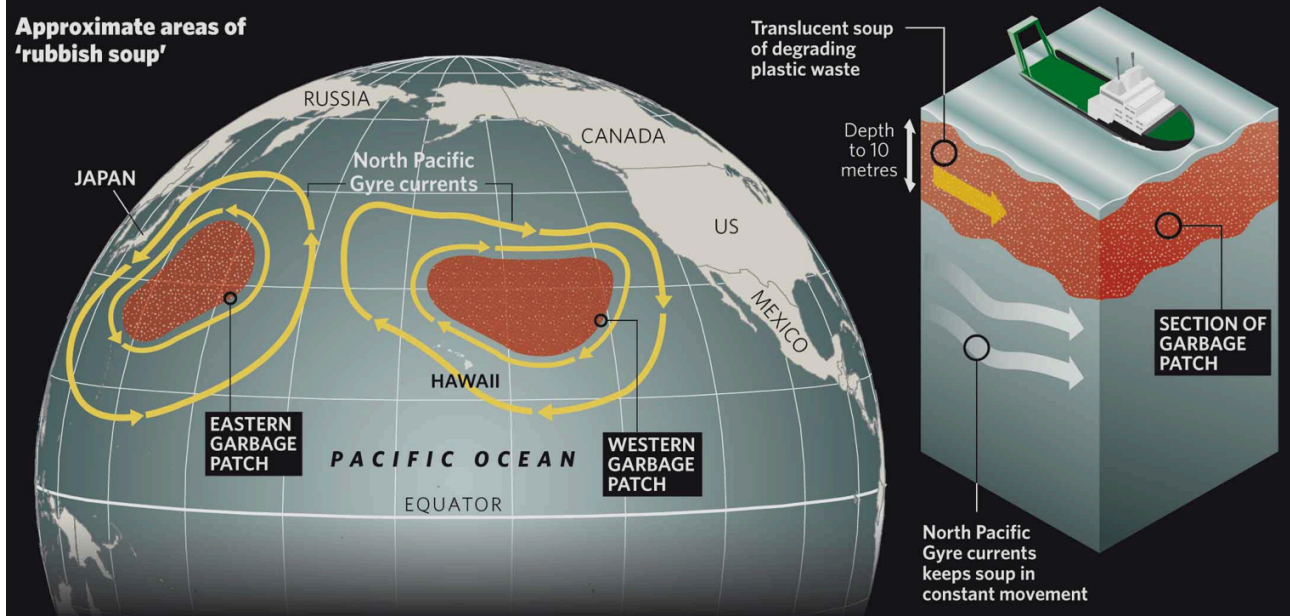 Approximate areas of
‘rubbish soup’
RUSSIA
CANADA
North Pacific
Gyre currents
JAPAN
US
MEXICO
HAWAII
EASTERN
GARBAGE
PATCH
WESTERN
GARBAGE
PATCH
PACIFIC OCEAN
EQUATOR
Translucent soup
of degrading
plastic waste
Depth
to 10
metres
SECTION OF
GARBAGE
PATCH
North Pacific
Gyre currents
keeps soup in
constant movement